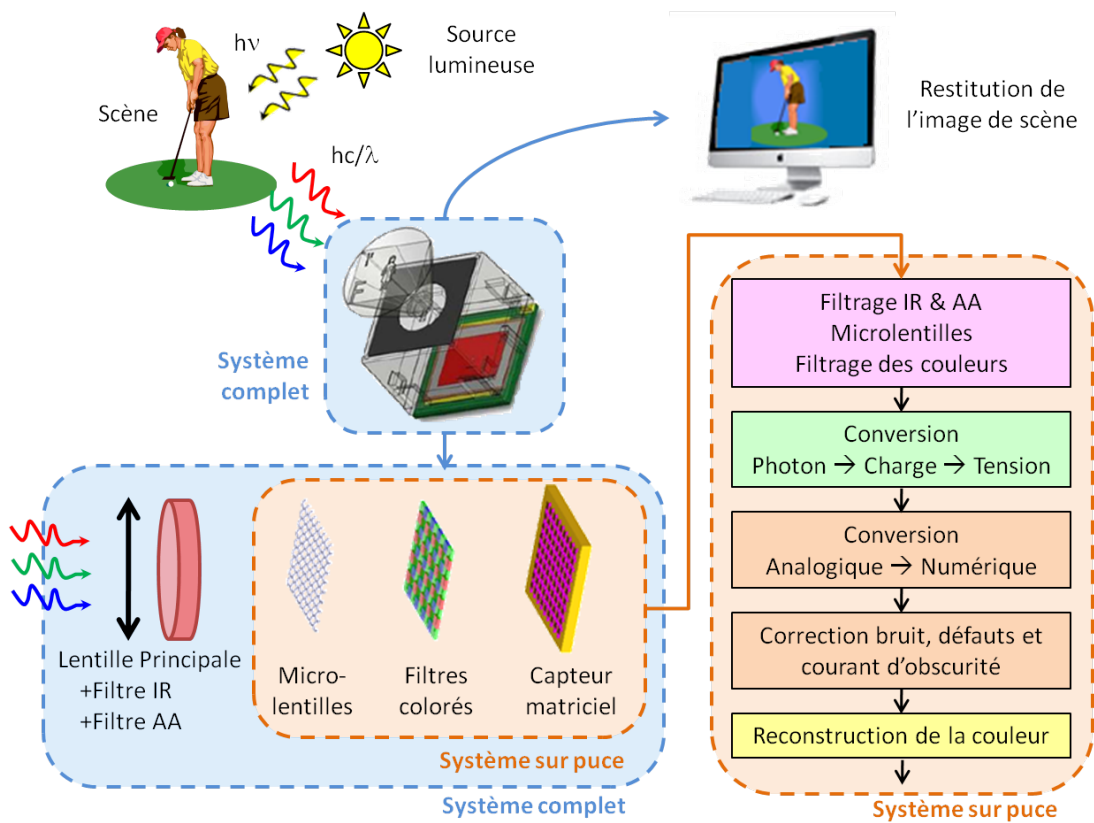 hν
Source
lumineuse
Scène
hc/λ
Restitution de
l'image de scène
Système
complet
Lentille Principale
+Filtre IR
+Filtre AA
Micro-
lentilles
Filtres
colorés
Capteur
matriciel
Système sur puce
Système complet
Filtrage IR & AA
Microlentilles
Filtrage des couleurs
Conversion
Photon → Charge → Tension
Conversion
Analogique → Numérique
Correction bruit, défauts et
courant d'obscurité
Reconstruction de la couleur
Système sur puce